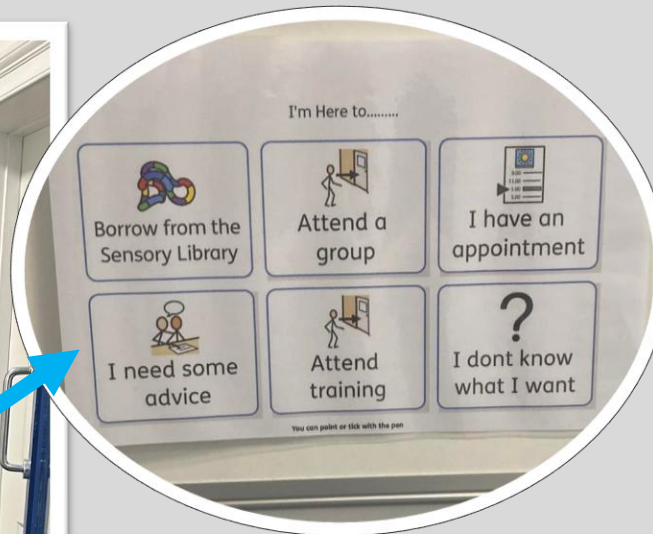 I'm Here to.........
Borrow from the
Sensory Library
Attend a
group
I have an
appointment
I need some
advice
Attend
training
I dont know
what I want
You can point or tick with the pen